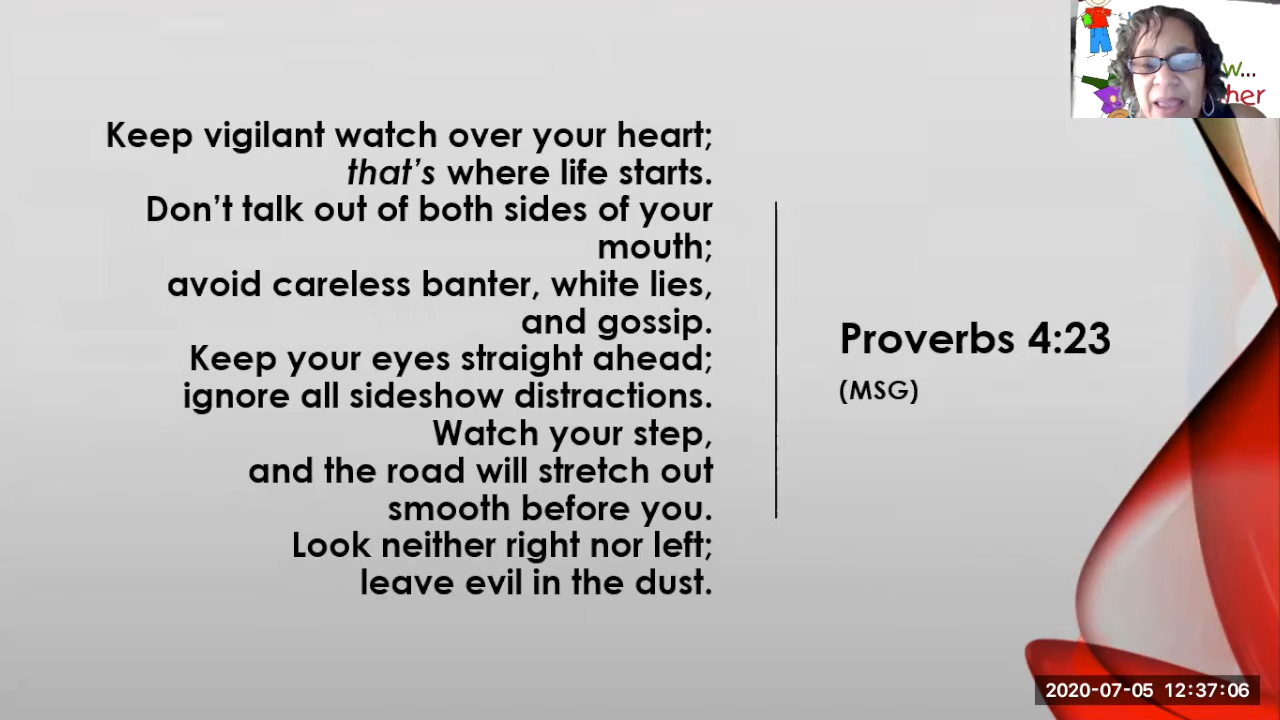 Keep vigilant watch over your heart;
that's where life starts.
Don't talk out of both sides of your
mouth;
avoid careless banter, white lies,
and gossip.
Keep your eyes straight ahead;
ignore all sideshow distractions.
Watch your step,
and the road will stretch out
smooth before you.
Look neither right nor left;
leave evil in the dust.
Proverbs 4:23
(MSG)
2020-07-05 12:37:06